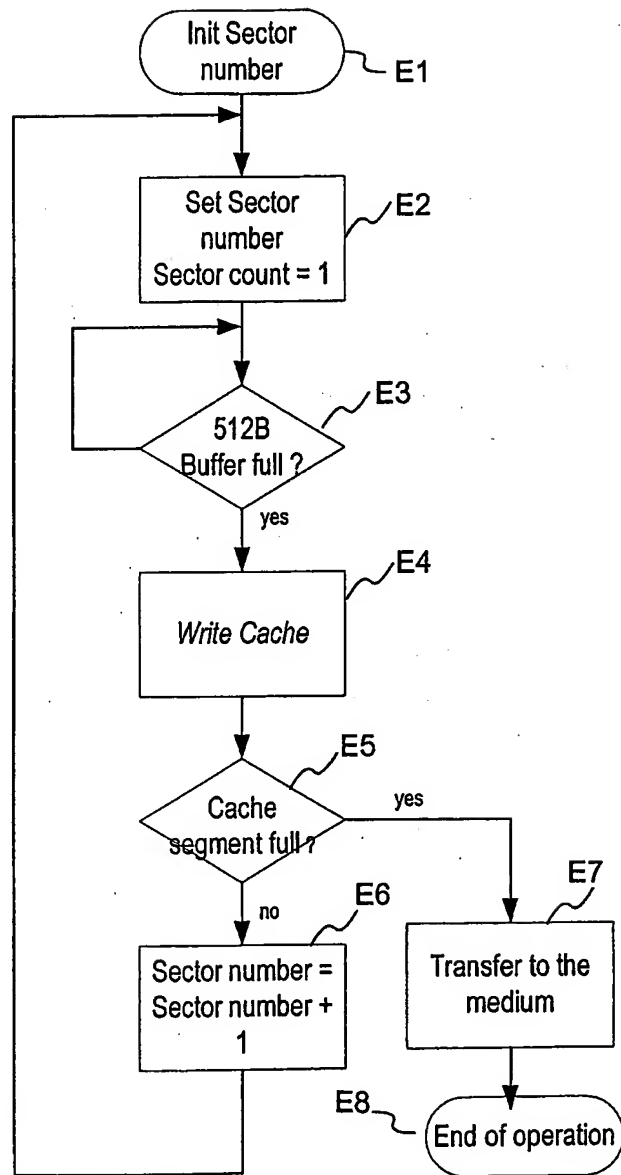 Init Sector
number
E1
Set Sector
number
Sector count = 1
E2
E3
512B
Buffer full ?
yes
E4
Write Cache
E5
Cache
segment full ?
yes
no
E6
E7
Sector number =
Sector number +
1
Transfer to the
medium
E8
End of operation